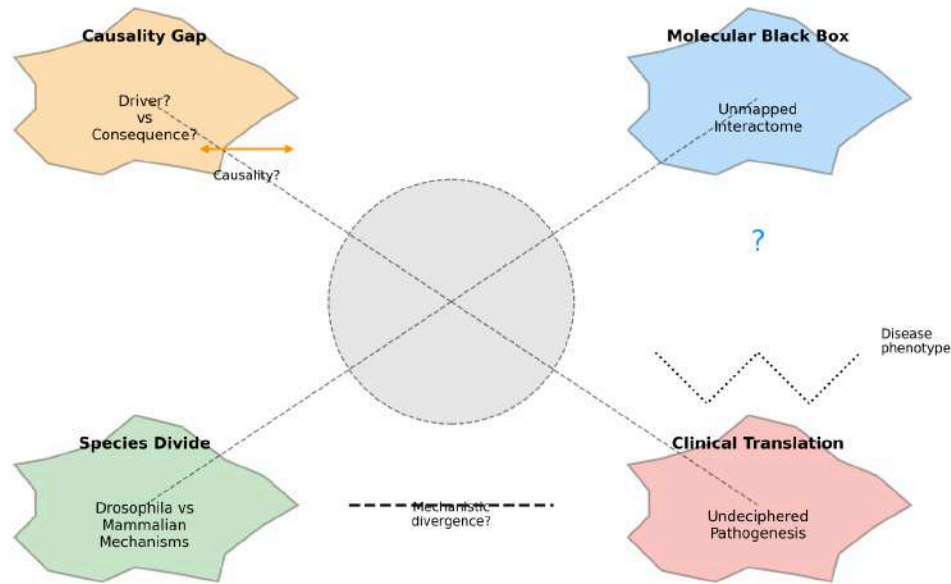 Causality Gap
Driver?
vs
Consequence?
Causality?
Molecular Black Box
Unmapped
Interactome
?
Disease
phenotype
Species Divide
Drosophila vs
Mammalian
Mechanisms
Mechanistic
divergence?
Clinical Translation
Undeciphered
Pathogenesis